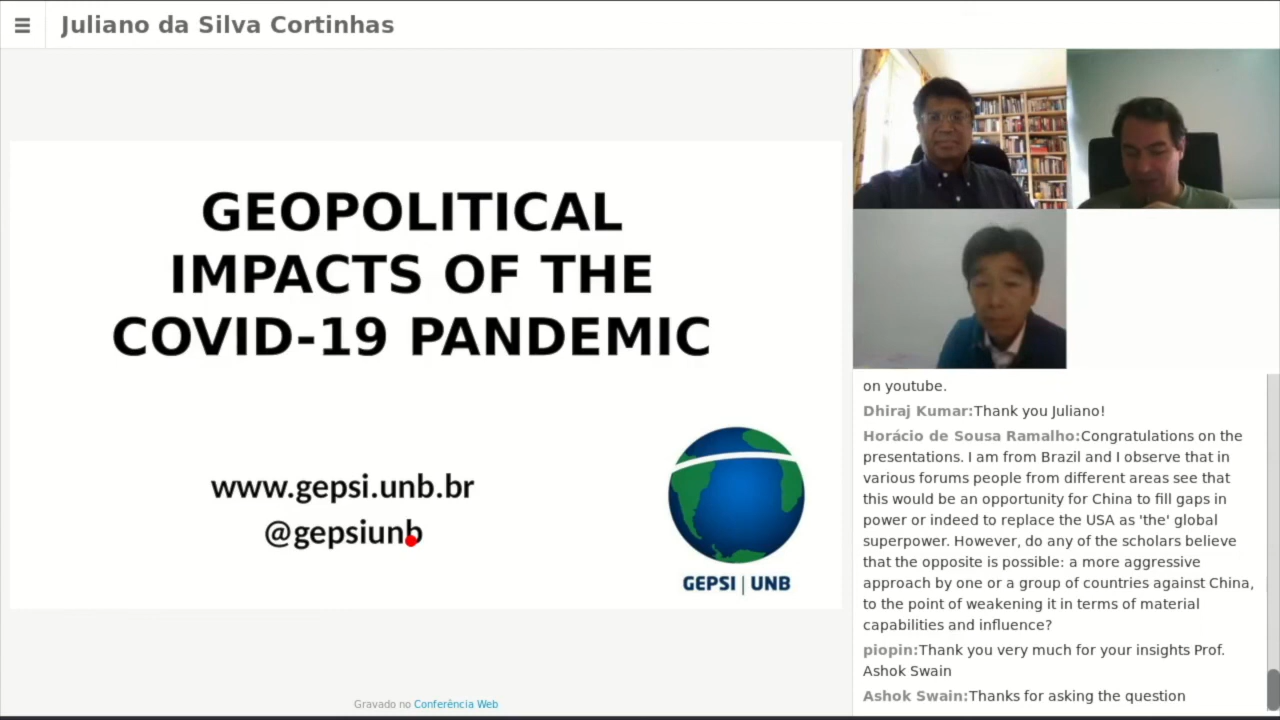 Juliano da Silva Cortinhas
GEOPOLITICAL
IMPACTS OF THE
COVID-19 PANDEMIC
www.gepsi.unb.br
@gepsiunb
GEPSI | UNB
Gravado no Conferência Web
on youtube.
Dhiraj Kumar:Thank you Juliano!
Horácio de Sousa Ramalho:Congratulations on the
presentations. I am from Brazil and I observe that in
various forums people from different areas see that
this would be an opportunity for China to fill gaps in
power or indeed to replace the USA as 'the' global
superpower. However, do any of the scholars believe
that the opposite is possible: a more aggressive
approach by one or a group of countries against China,
to the point of weakening it in terms of material
capabilities and influence?
piopin:Thank you very much for your insights Prof.
Ashok Swain
Ashok Swain:Thanks for asking the question